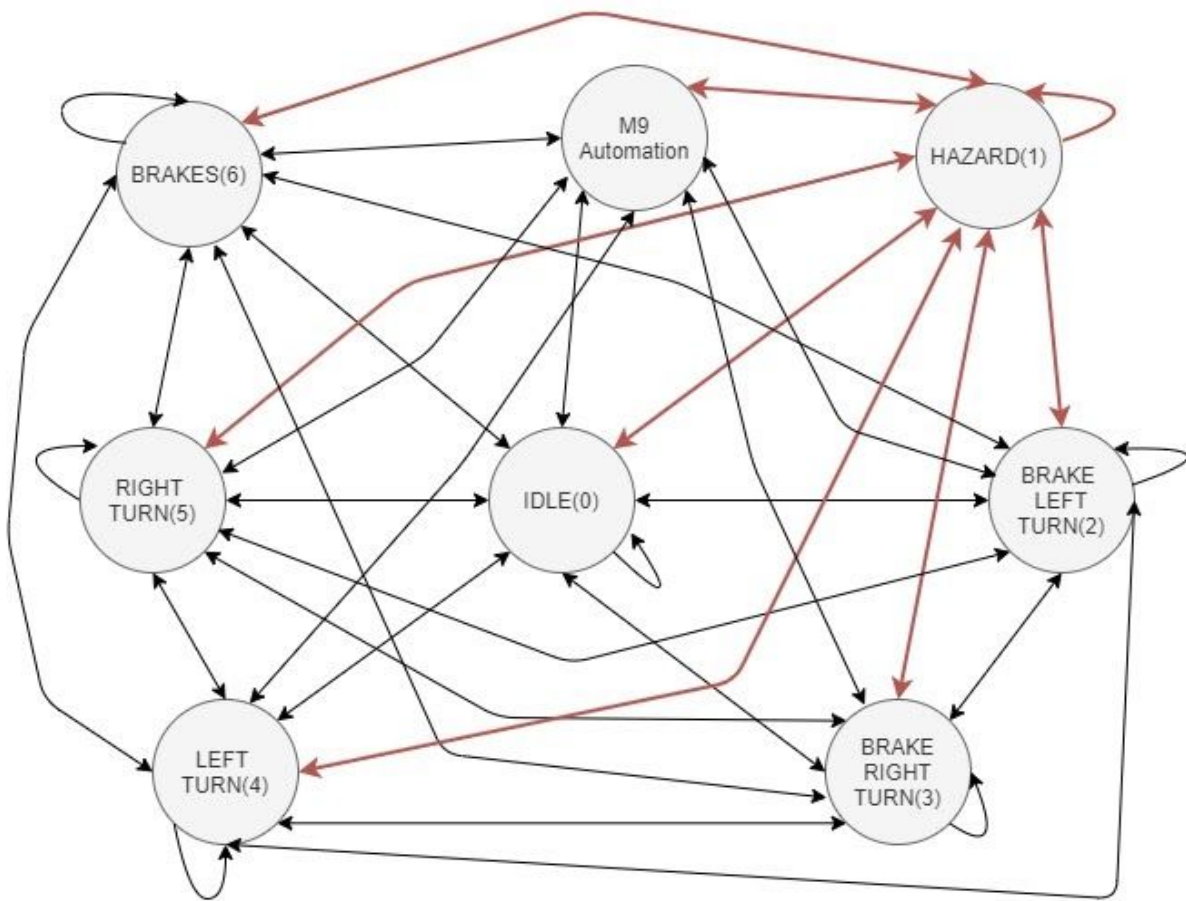 M9
Automation
HAZARD(1)
BRAKES(6)
RIGHT
TURN(5)
IDLE(0)
BRAKE
LEFT
TURN(2)
LEFT
TURN(4)
BRAKE
RIGHT
TURN(3)